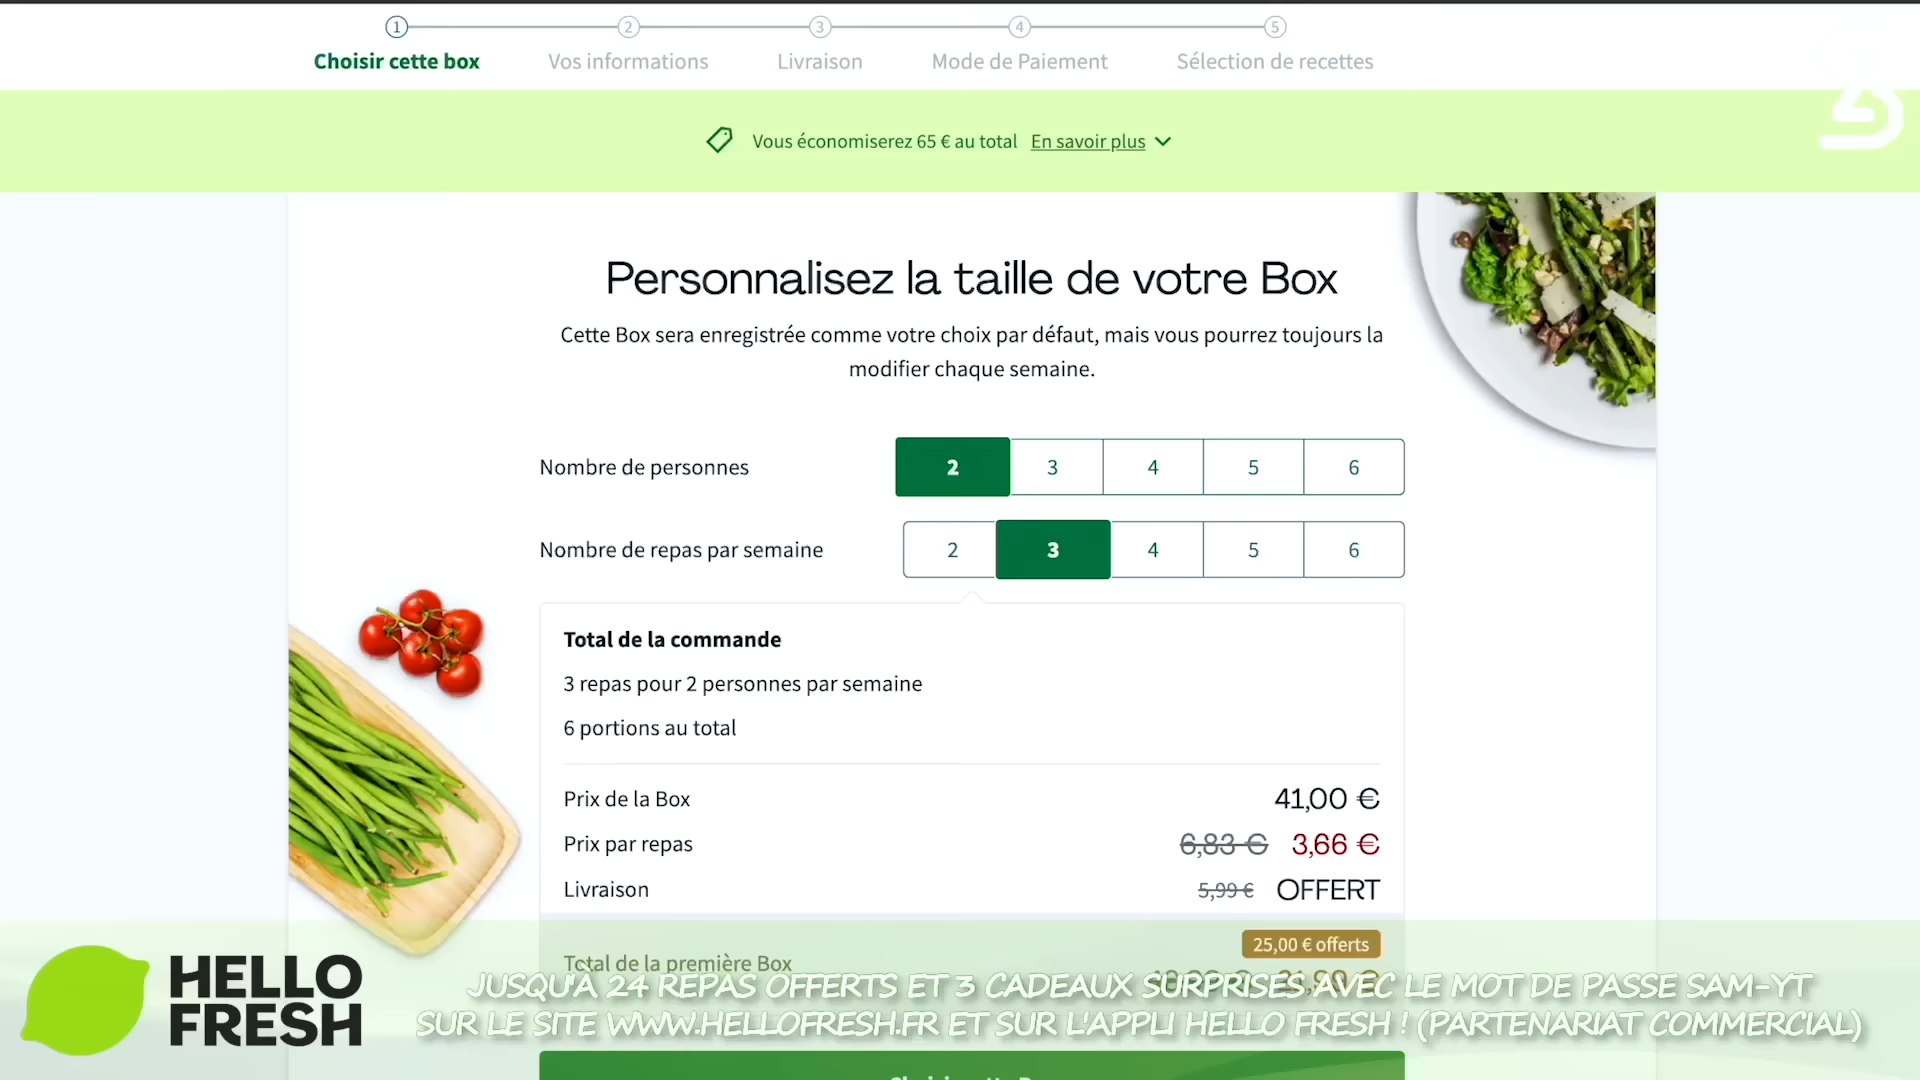 1 2 3 4 5
Choisir cette box Vos informations Livraison Mode de Paiement Sélection de recettes
Vous économiserez 65 € au total En savoir plus
Personnalisez la taille de votre Box
Cette Box sera enregistrée comme votre choix par défaut, mais vous pourrez toujours la
modifier chaque semaine.
Nombre de personnes 2 3 4 5 6
Nombre de repas par semaine 2 3 4 5 6
Total de la commande
3 repas pour 2 personnes par semaine
6 portions au total
Prix de la Box 41,00 €
Prix par repas 6,83 € 3,66 €
Livraison 5,99 € OFFERT
25,00 € offerts
Total de la première Box
HELLO
FRESH
JUSQU'À 24 REPAS OFFERTS ET 3 CADEAUX SURPRISES AVEC LE MOT DE PASSE SAM-YT
SUR LE SITE WWW.HELLOFRESH.FR ET SUR L'APPLI HELLO FRESH ! (PARTENARIAT COMMERCIAL)